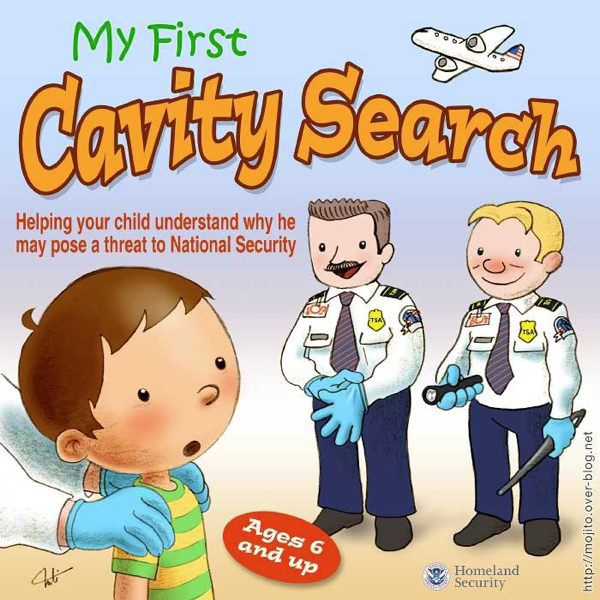 My First
Cavity Search
Helping your child understand why he
may pose a threat to National Security
TSA
TSA
Ages 6
and up
Homeland
Security
http://mojito.over-blog.net